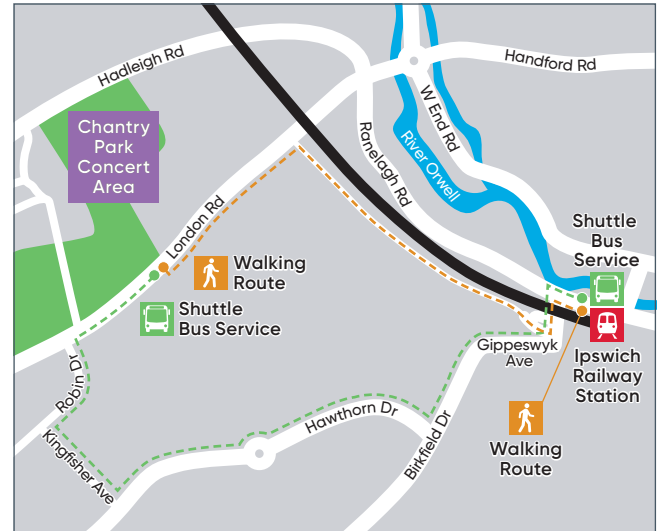 Hadleigh Rd
Handford Rd
W End Rd
Chantry
Park
Concert
Area
Ranelagh Rd
River Orwell
London Rd
Shuttle
Bus
Service
Walking
Route
Shuttle
Bus Service
Gippeswyk
Ave
Ipswich
Railway
Station
Robin Dr
Hawthorn Dr
Birkfield Dr
Kingfisher Ave
Walking
Route